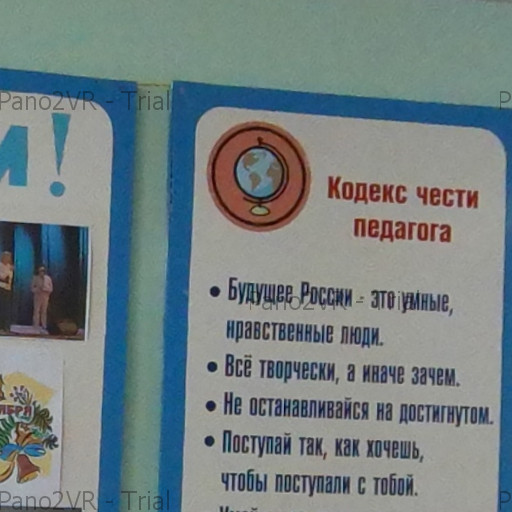 Pano2VR - Trial
и!
Кодекс чести
педагога
• Будущее России - это умные,
нравственные люди.
• Всё творчески, а иначе зачем.
• Не останавливайся на достигнутом.
• Поступай так, как хочешь,
чтобы поступали с тобой.
Pano2VR - Trial
Pano2VR - Trial